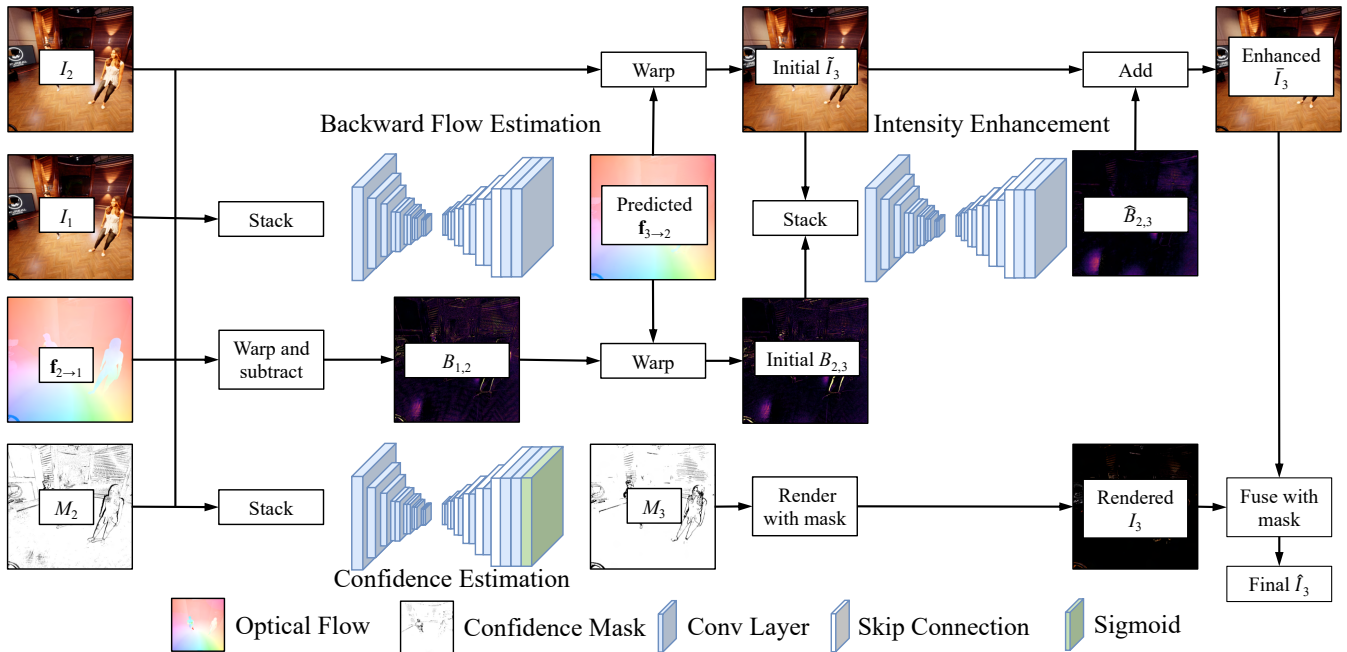 I₂
Warp
Initial Ĩ₃
Add
Enhanced
Ī₃
Backward Flow Estimation
Intensity Enhancement
I₁
Stack
Predicted
f₃→₂
Stack
B̂₂,₃
f₂→₁
Warp and
subtract
B₁,₂
Warp
Initial B₂,₃
M₂
Stack
M₃
Render
with mask
Rendered
I₃
Fuse with
mask
Confidence Estimation
Final Î₃
Optical Flow
Confidence Mask
Conv Layer
Skip Connection
Sigmoid